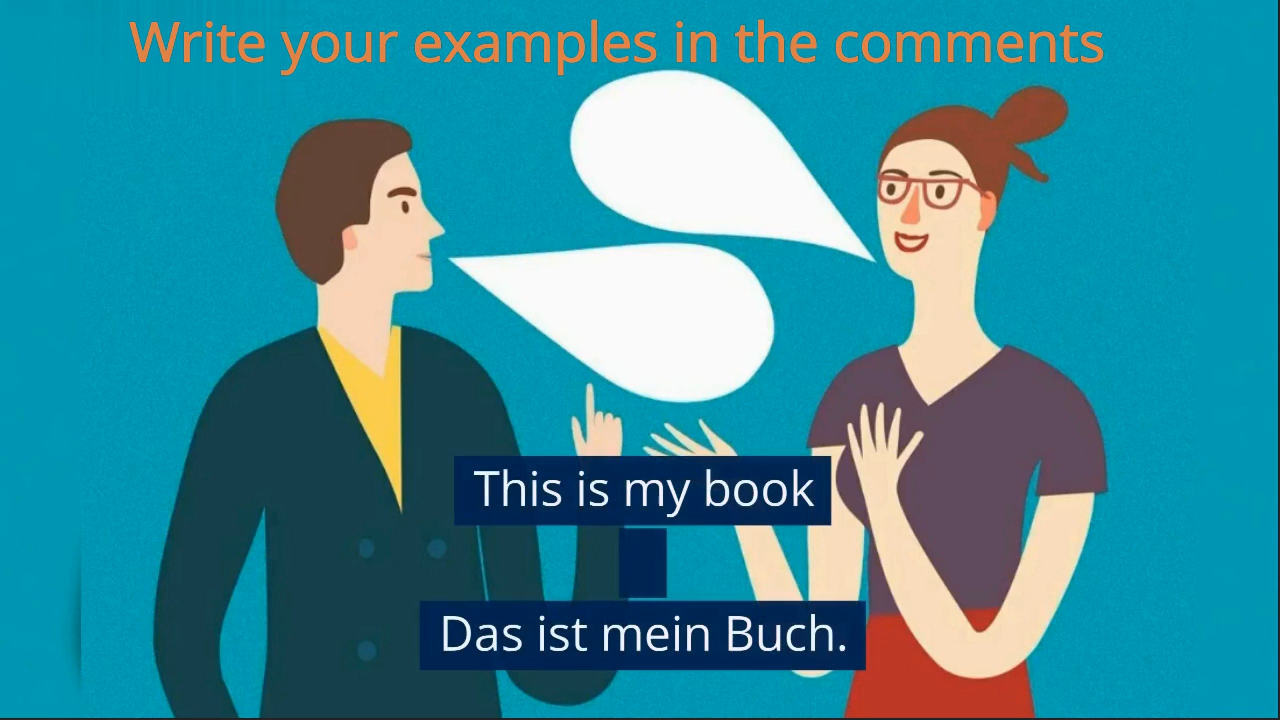 Write your examples in the comments
This is my book
Das ist mein Buch.